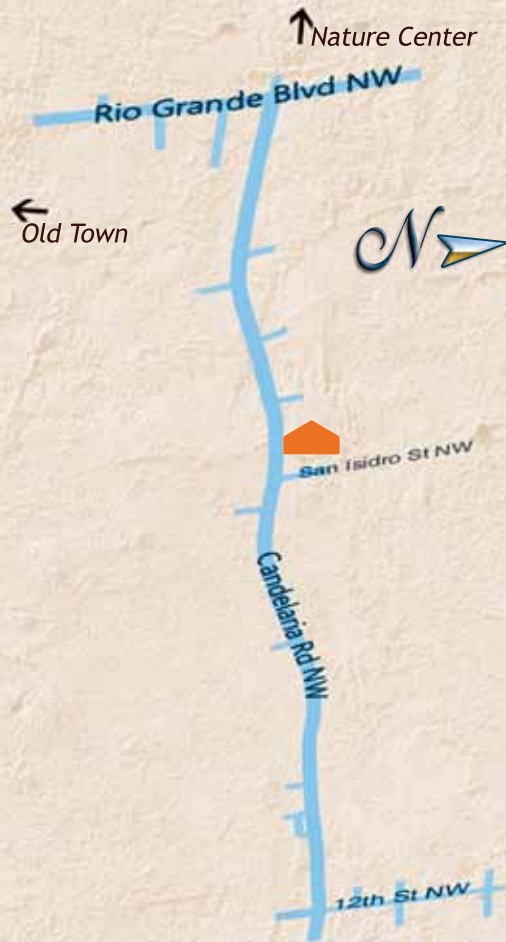 Nature Center
Rio Grande Blvd NW
Old Town
N
San Isidro St NW
Candelaria Rd NW
12th St NW